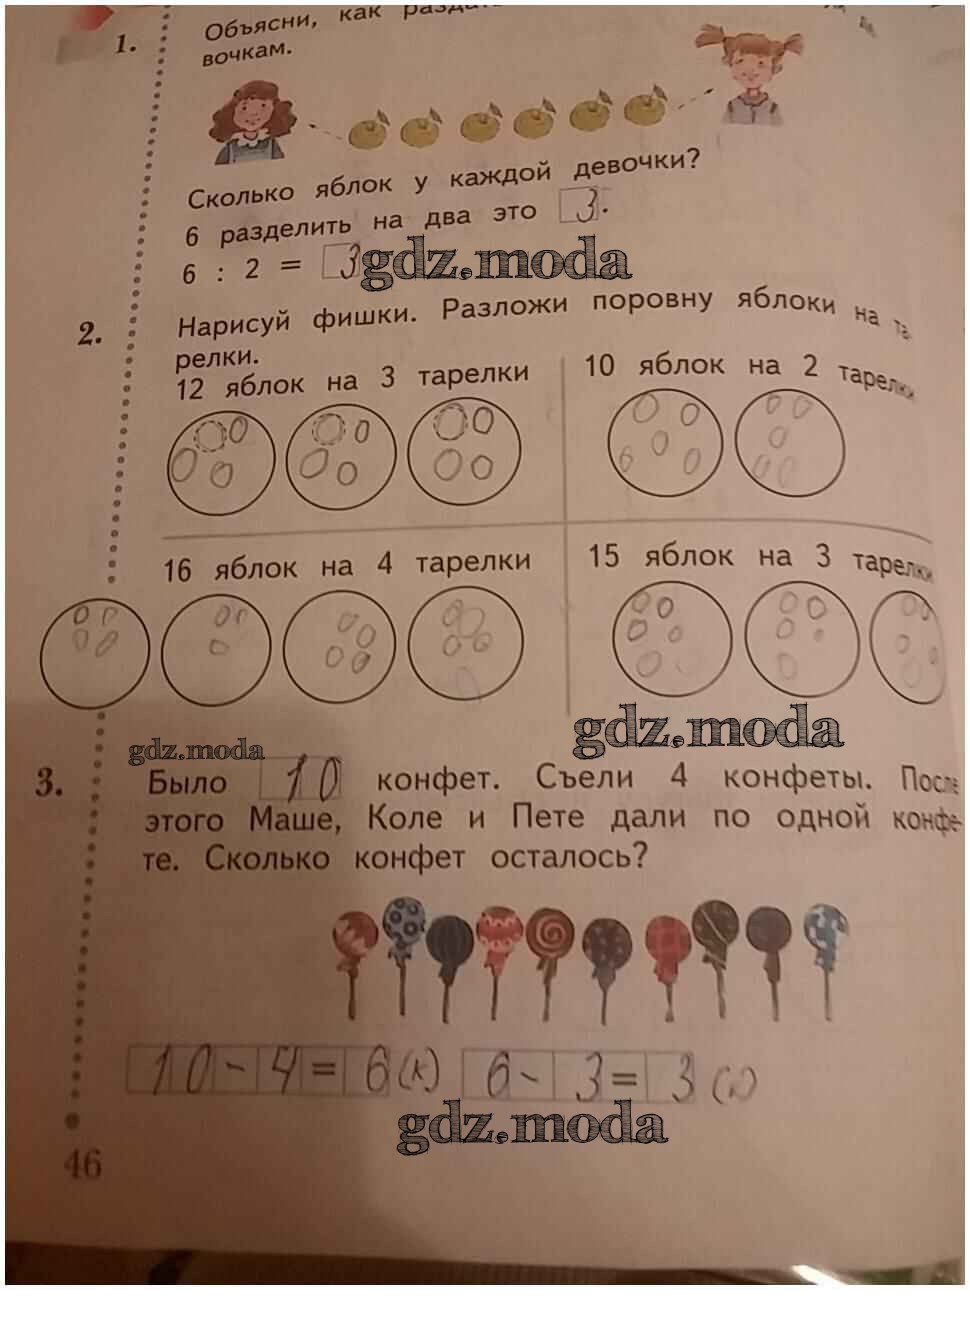 1. Объясни, как
вочкам.
Сколько яблок у каждой девочки?
6 разделить на два это 3.
6 : 2 = 3
gdz.moda
2. Нарисуй фишки. Разложи поровну яблоки на та
релки.
12 яблок на 3 тарелки
10 яблок на 2 тарелки
16 яблок на 4 тарелки
15 яблок на 3 тарелки
gdz.moda
gdz.moda
3. Было 10 конфет. Съели 4 конфеты. После
этого Маше, Коле и Пете дали по одной конфе-
те. Сколько конфет осталось?
10 - 4 = 6 (к) 6 - 3 = 3
gdz.moda
46